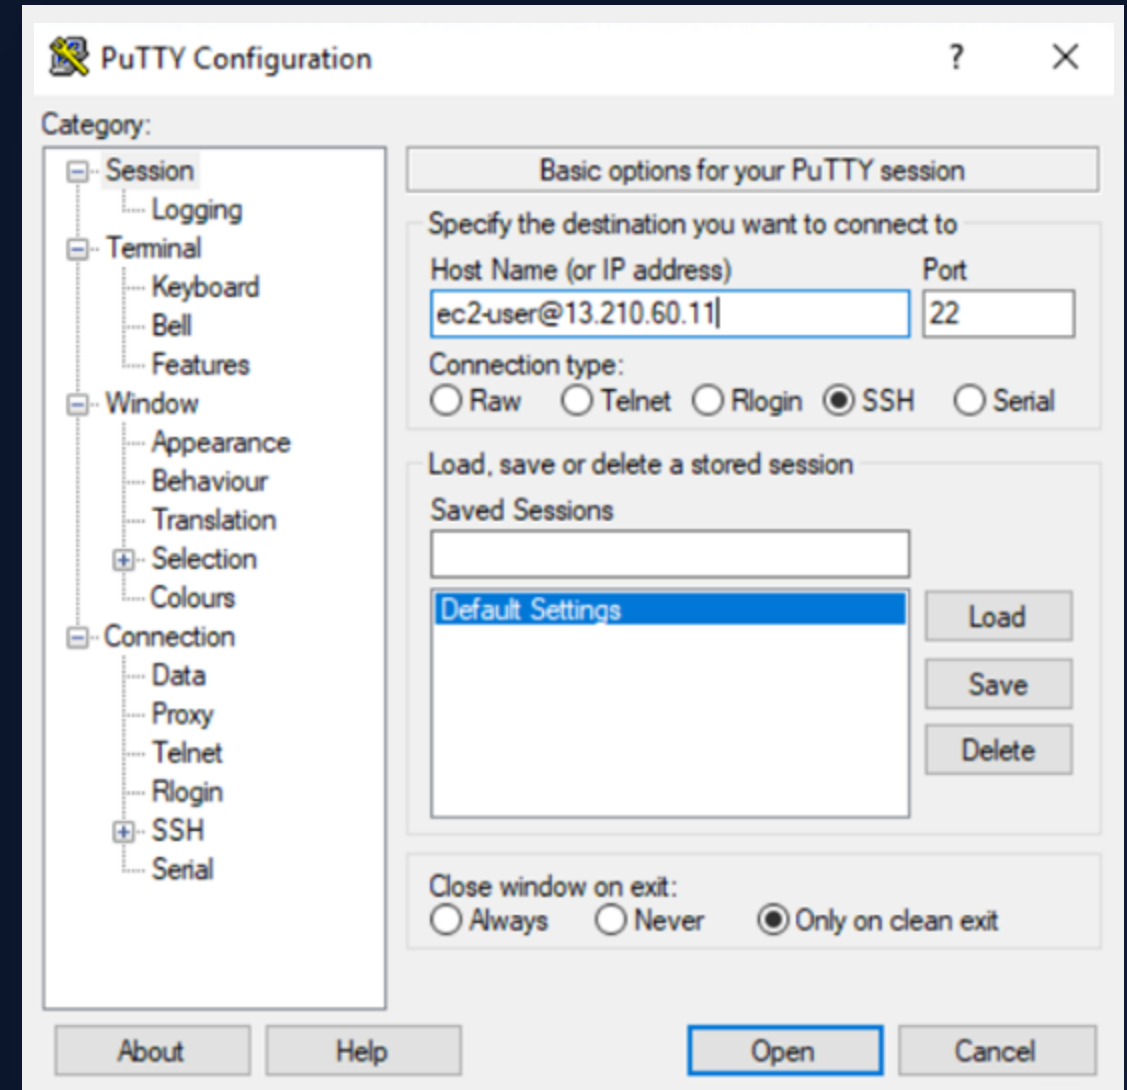 PuTTY Configuration
?
Category:
Session
Logging
Terminal
Keyboard
Bell
Features
Window
Appearance
Behaviour
Translation
Selection
Colours
Connection
Data
Proxy
Telnet
Rlogin
SSH
Serial
Basic options for your PuTTY session
Specify the destination you want to connect to
Host Name (or IP address) Port
ec2-user@13.210.60.11 22
Connection type:
Raw Telnet Rlogin SSH Serial
Load, save or delete a stored session
Saved Sessions
Default Settings
Load
Save
Delete
Close window on exit:
Always Never Only on clean exit
About Help Open Cancel